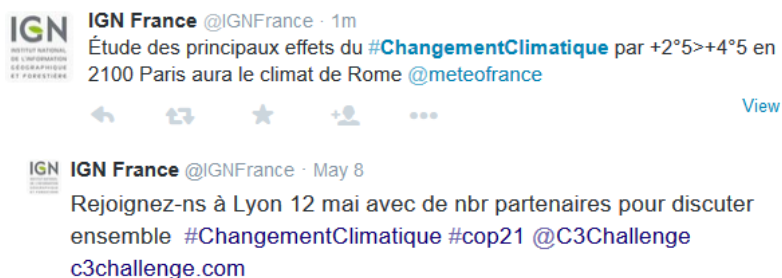 IGN France @IGNFrance · 1m
IGN
INSTITUT NATIONAL
DE L'INFORMATION
GÉOGRAPHIQUE
ET FORESTIÈRE
Étude des principaux effets du #ChangementClimatique par +2°5>+4°5 en
2100 Paris aura le climat de Rome @meteofrance
View
IGN
IGN France @IGNFrance · May 8
Rejoignez-ns à Lyon 12 mai avec de nbr partenaires pour discuter
ensemble #ChangementClimatique #cop21 @C3Challenge
c3challenge.com